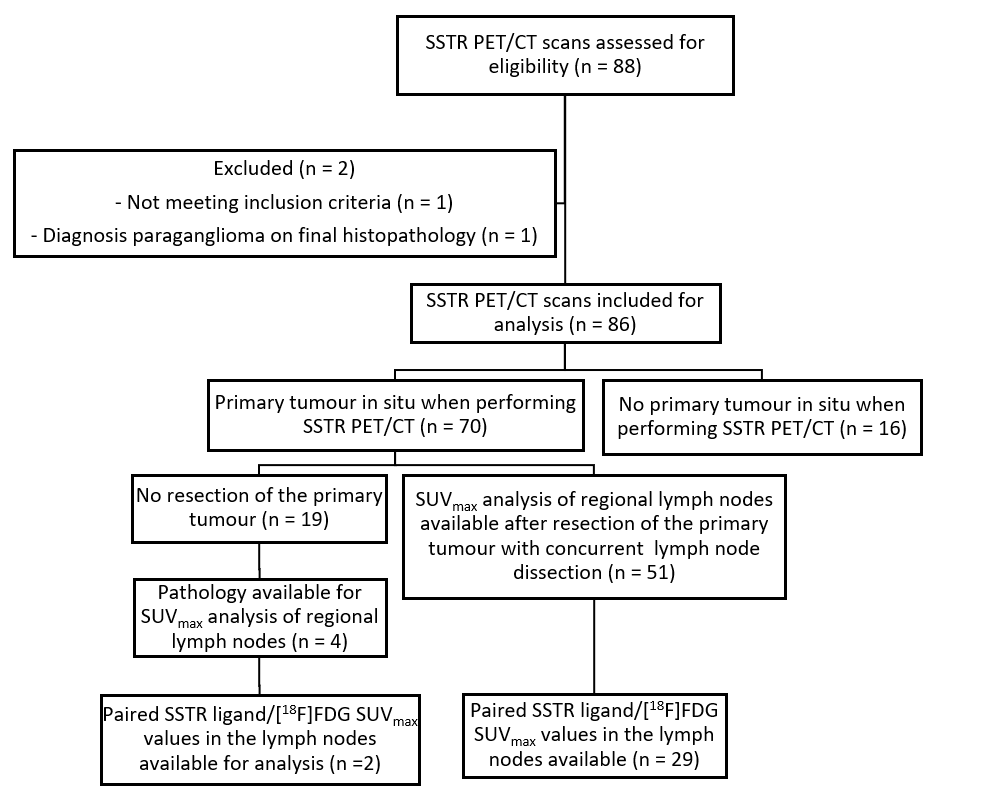 SSTR PET/CT scans assessed for
eligibility (n = 88)
Excluded (n = 2)
- Not meeting inclusion criteria (n = 1)
- Diagnosis paraganglioma on final histopathology (n = 1)
SSTR PET/CT scans included for
analysis (n = 86)
Primary tumour in situ when performing
SSTR PET/CT (n = 70)
No primary tumour in situ when
performing SSTR PET/CT (n = 16)
No resection of the primary
tumour (n = 19)
SUVmax analysis of regional lymph nodes
available after resection of the primary
tumour with concurrent  lymph node
dissection (n = 51)
Pathology available for
SUVmax analysis of regional
lymph nodes (n = 4)
Paired SSTR ligand/[18F]FDG SUVmax
values in the lymph nodes
available for analysis (n =2)
Paired SSTR ligand/[18F]FDG
SUVmax values in the lymph
nodes available (n = 29)